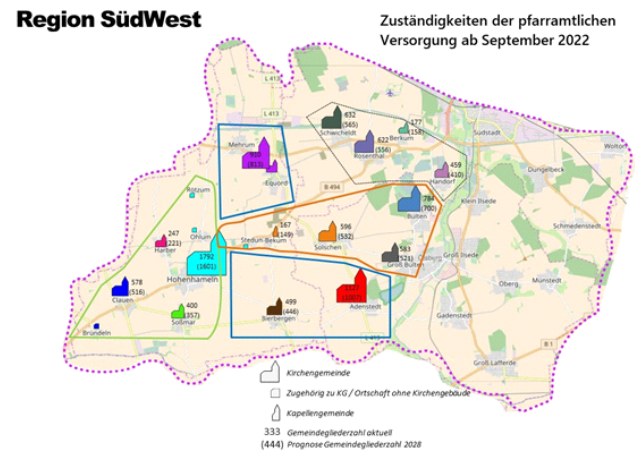 Region SüdWest
Zuständigkeiten der pfarramtlichen
Versorgung ab September 2022
L 413
L 413
632
(565)
Schwicheldt
622
(556)
Rosenthal
177
(158)
Berkum
Südstadt
Woltorf
Mehrum
(813)
Equord
459
(410)
Handorf
Dungelbeck
B 494
Rötzum
784
(700)
Bülten
Klein Ilsede
Schmedenstedt
247
(221)
Harber
Ohlum
167
(149)
Stedum-Bekum
596
(532)
Solschen
583
(521)
Groß Bülten
Groß Ilsede
1792
(1601)
Hohenhameln
Oberg
Münstedt
578
(516)
Clauen
400
(357)
Soßmar
499
(446)
Bierbergen
Adenstedt
Gadenstedt
Bründeln
B 1
Groß Lafferde
Kirchengemeinde
Zugehörig zu KG / Ortschaft ohne Kirchengebäude
Kapellengemeinde
333 Gemeindegliederzahl aktuell
(444) Prognose Gemeindegliederzahl 2028